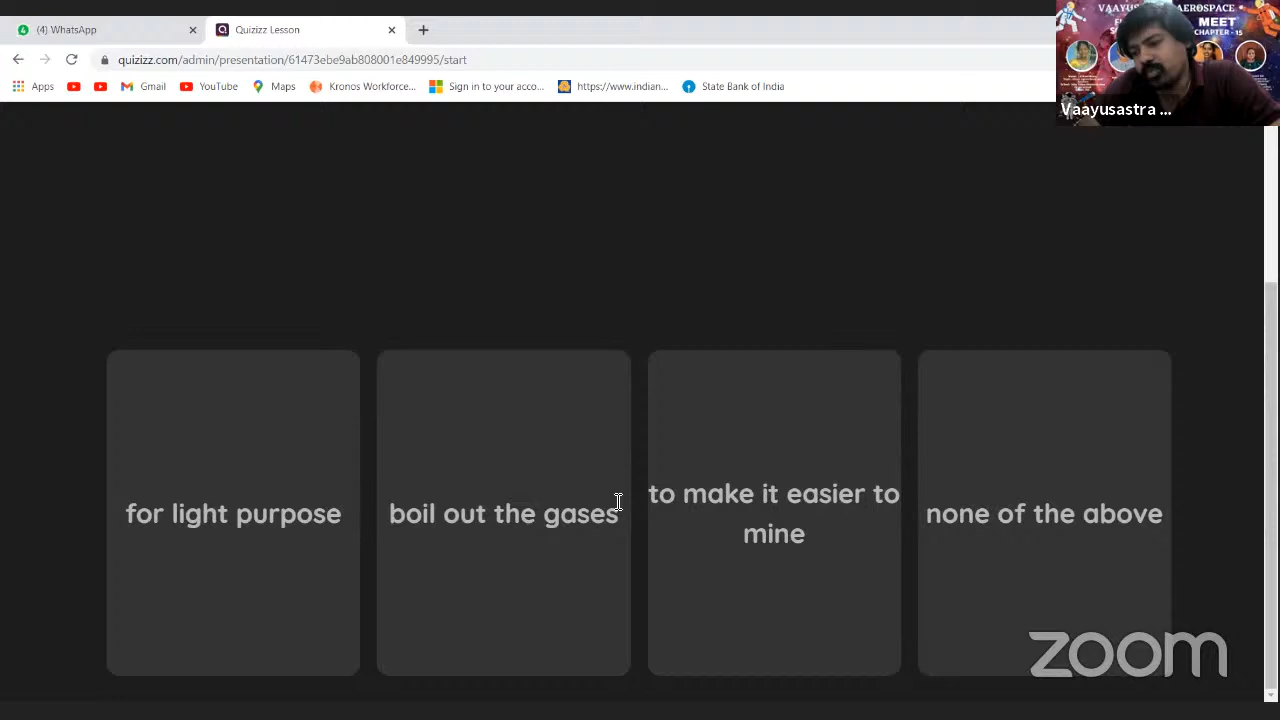 (4) WhatsApp
Quizizz Lesson
quizizz.com/admin/presentation/61473ebe9ab808001e849995/start
Apps
Gmail
YouTube
Maps
Kronos Workforce...
Sign in to your acco...
https://www.indian...
State Bank of India
VAAYUS AEROSPACE
MEET
CHAPTER - 15
Vaayusastra ...
for light purpose
boil out the gases
to make it easier to
mine
none of the above
zoom